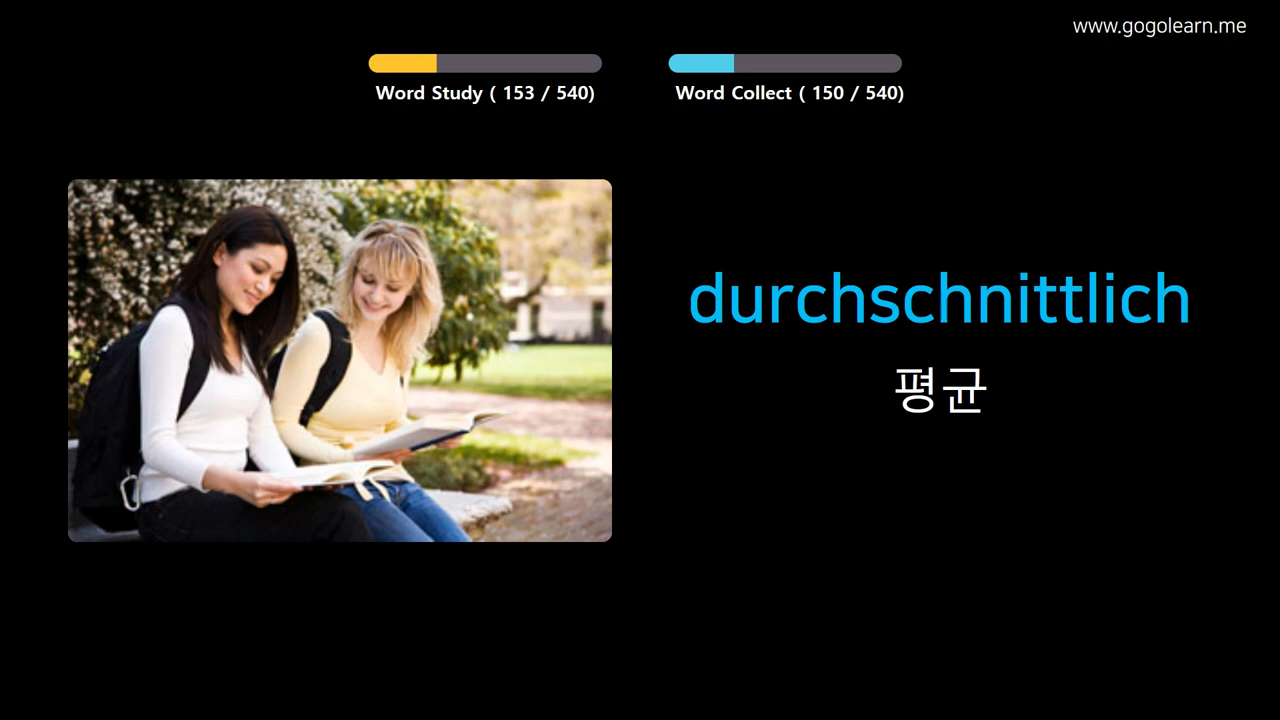 www.gogolearn.me
Word Study ( 153 / 540)
Word Collect ( 150 / 540)
durchschnittlich
평균